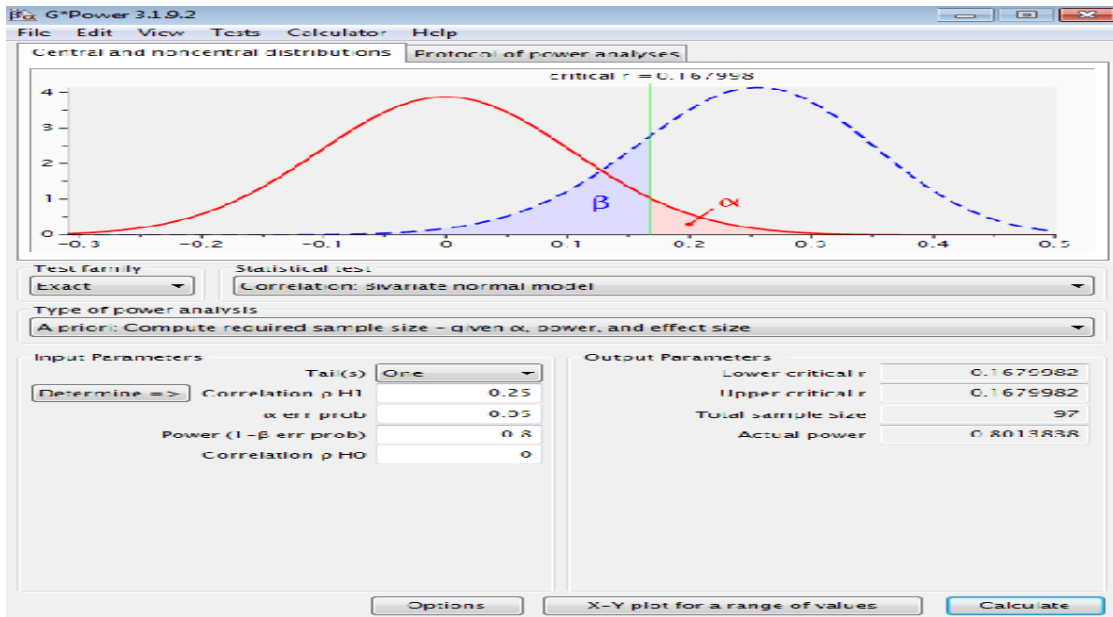 G*Power 3.1.9.2
File Edit View Tests Calculator Help
Central and noncentral distributions Protocol of power analyses
critical r = 0.167998
4
3
2
1
0
β
α
-0.3 -0.2 -0.1 0 0.1 0.2 0.3 0.4 0.5
Test family Statistical test
Exact Correlation: Bivariate normal model
Type of power analysis
A priori: Compute required sample size - given α, power, and effect size
Input Parameters Output Parameters
Tail(s) One Lower critical r 0.1679982
Determine => Correlation ρ H1 0.25 Upper critical r 0.1679982
α err prob 0.05 Total sample size 97
Power (1-β err prob) 0.8 Actual power 0.8013838
Correlation ρ H0 0
Options X-Y plot for a range of values Calculate